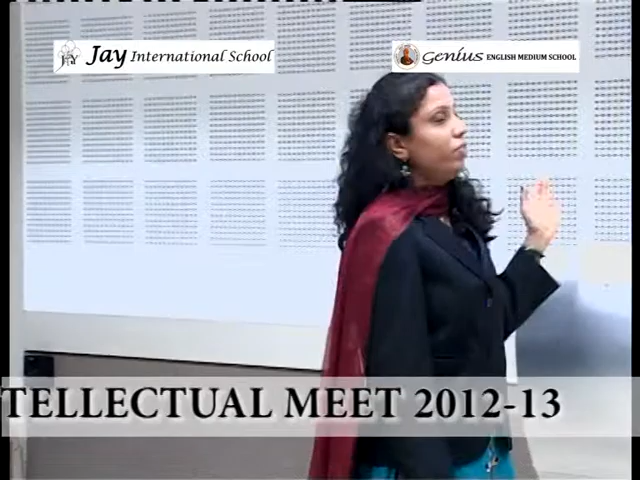 Jay International School
Genius ENGLISH MEDIUM SCHOOL
TELLECTUAL MEET 2012-13